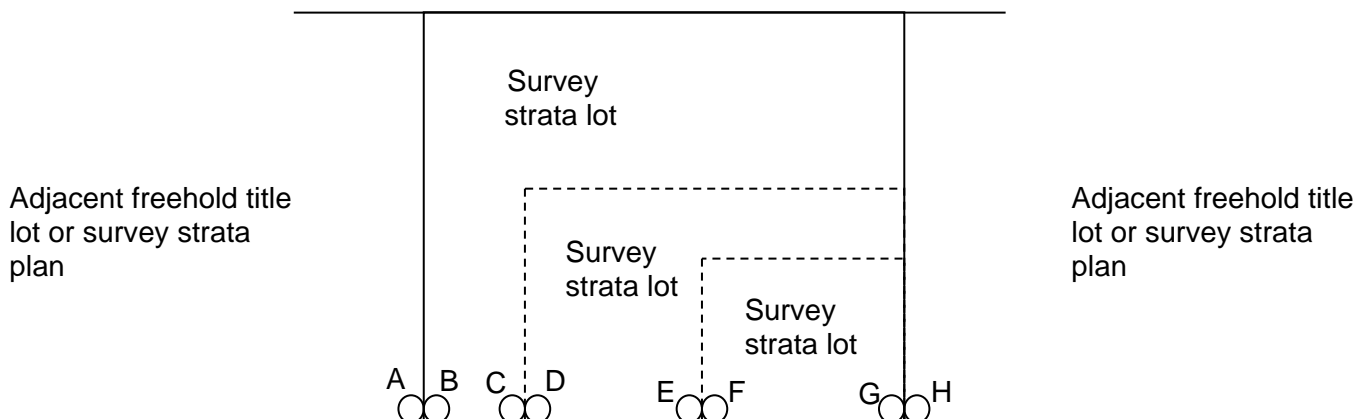 Survey
strata lot
Adjacent freehold title
lot or survey strata
plan
Adjacent freehold title
lot or survey strata
plan
Survey
strata lot
Survey
strata lot
A B C D E F G H